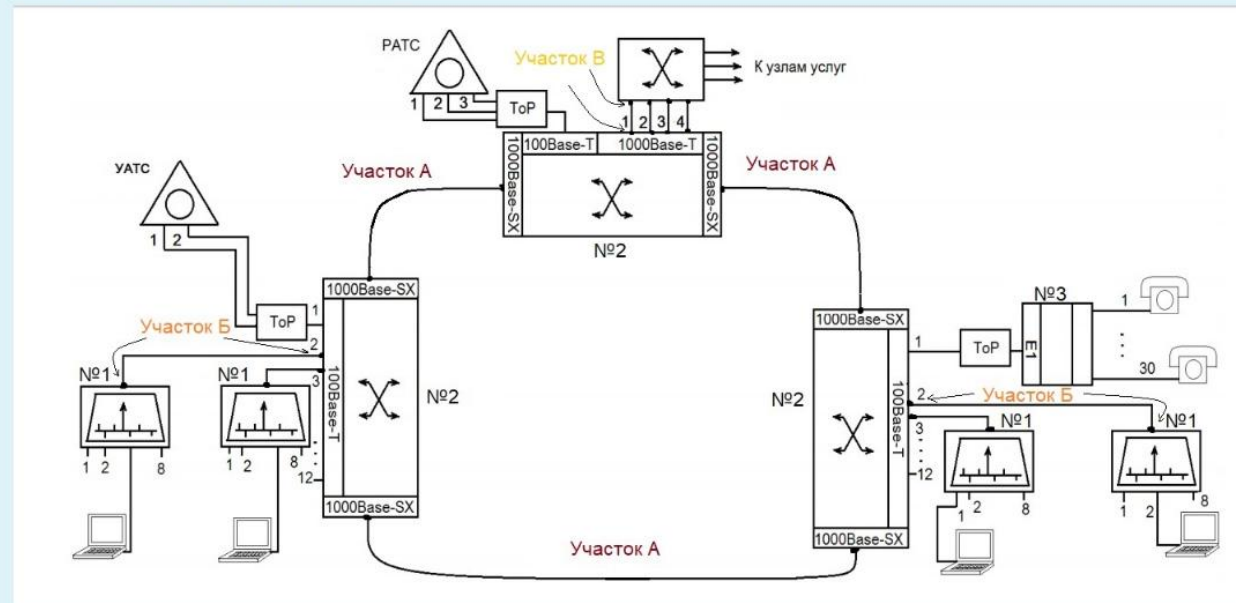 РАТС
Участок В
К узлам услуг
1 2 3
ToP
1 2 3 4
1000Base-SX
100Base-T
1000Base-T
1000Base-SX
Участок А
Участок А
№2
УАТС
1 2
ToP
1
Участок Б
2
3
12
1000Base-SX
100Base-T
№2
1000Base-SX
№1
1 2 8
№1
1 2 8
Участок А
1000Base-SX
№2
100Base-T
1000Base-SX
1
2
3
12
ToP
№3
E1
1
30
Участок Б
№1
1 2 8
№1
1 2 8